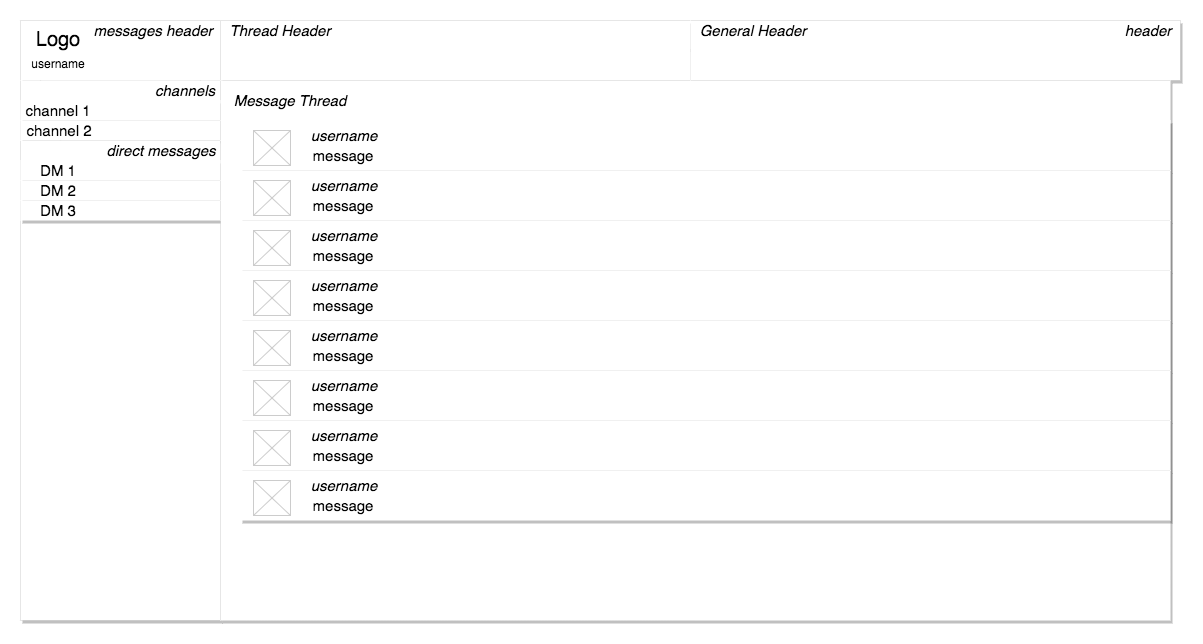 Logo
messages header
username
Thread Header
General Header
header
channels
channel 1
channel 2
direct messages
DM 1
DM 2
DM 3
Message Thread
username
message
username
message
username
message
username
message
username
message
username
message
username
message
username
message